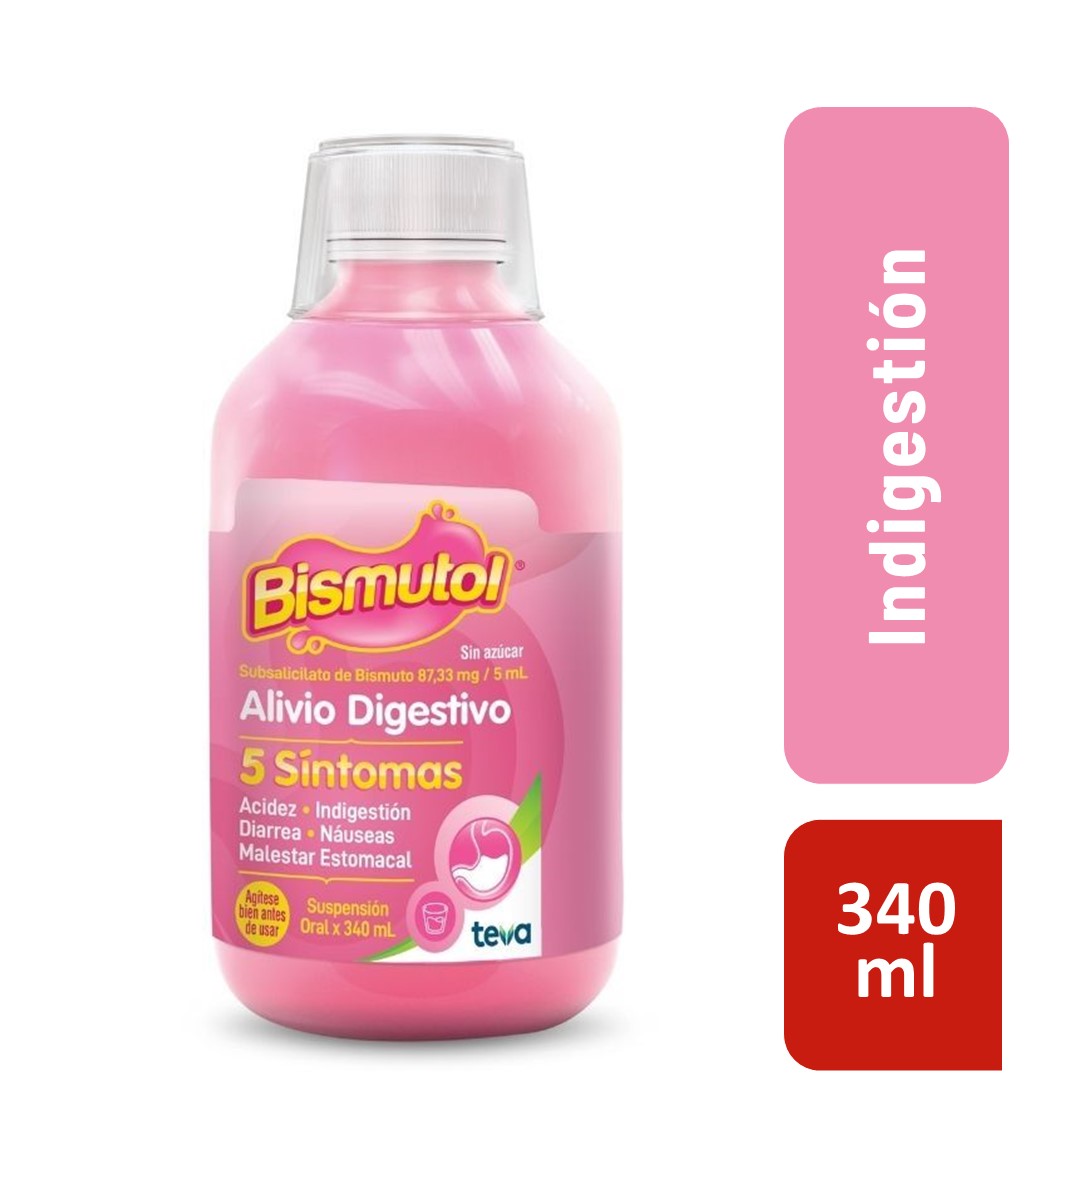 Bismutol®
Sin azúcar
Subsalicilato de Bismuto 87,33 mg / 5 mL
Alivio Digestivo
5 Síntomas
Acidez • Indigestión
Diarrea • Náuseas
Malestar Estomacal
Agítese
bien antes
de usar
Suspensión
Oral x 340 mL
teva
Indigestión
340
ml